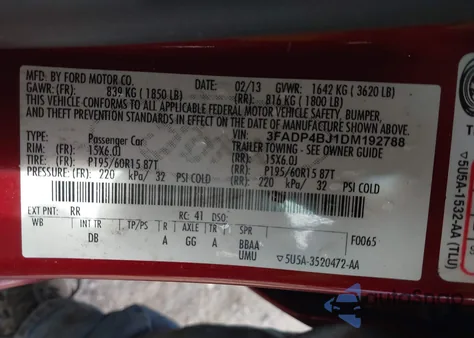 MFD. BY FORD MOTOR CO.
02/13 GVWR: 1642 KG (3620 LB)
GAWR: (FR) 839 KG (1850 LB) (RR) 816 KG (1800 LB)
THIS VEHICLE CONFORMS TO ALL APPLICABLE FEDERAL MOTOR
VEHICLE SAFETY, BUMPER, AND THEFT PREVENTION STANDARDS IN
EFFECT ON THE DATE OF MANUFACTURE SHOWN ABOVE.
VIN: 3FADP4BJ1DM192788
TYPE: Passenger Car TRAILER TOWING - SEE OWNER GUIDE
RIM: (FR) (15X6.0J (RR) (15X6.0J
TIRE: (FR) P195/60R15 87T (RR) P195/60R15 87T
PRESSURE: (FR) 220 kPa/ 32 PSI COLD (RR) 220 kPa/ 32 PSI COLD
EXT PNT: RR RC: 41 DSO:
WB INT TR TP/PS R AXLE TR SPR F0065
DB A GG A BBAA
UMU 5U5A-3520472-AA
5U5A-1532-AA (TLU)